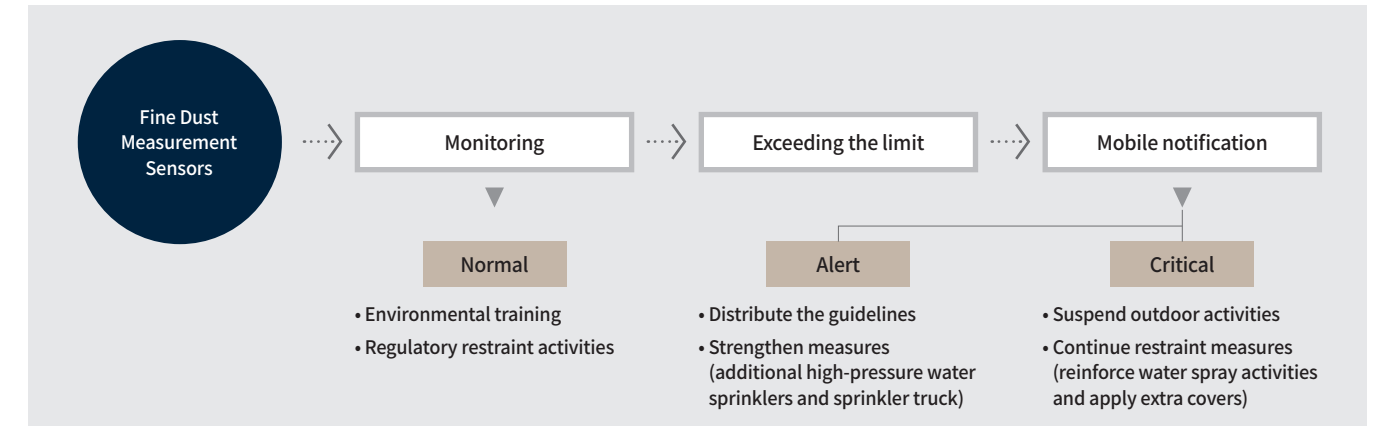 Fine Dust
Measurement
Sensors
Monitoring
Exceeding the limit
Mobile notification
Normal
• Environmental training
• Regulatory restraint activities
Alert
• Distribute the guidelines
• Strengthen measures
(additional high-pressure water
sprinklers and sprinkler truck)
Critical
• Suspend outdoor activities
• Continue restraint measures
(reinforce water spray activities
and apply extra covers)